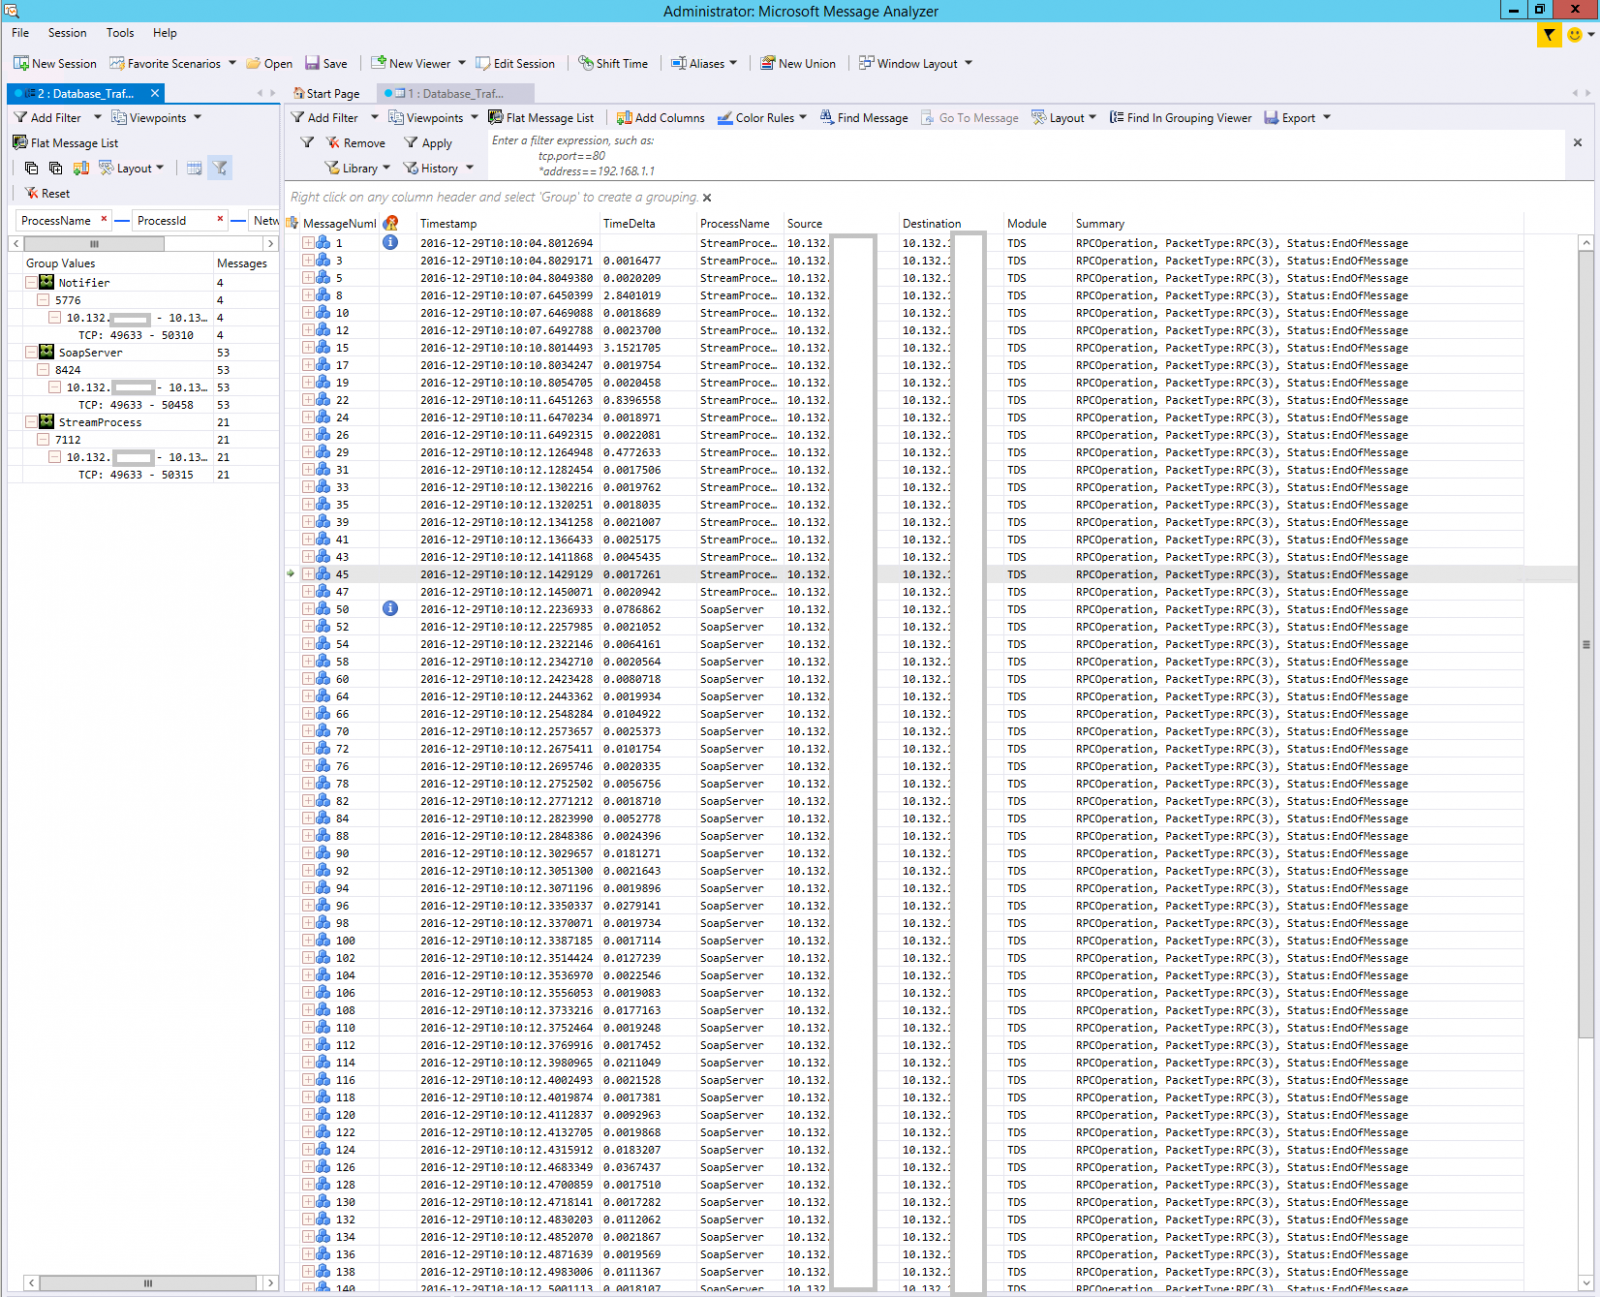 Administrator: Microsoft Message Analyzer
File Session Tools Help
New Session Favorite Scenarios Open Save New Viewer Edit Session Shift Time Aliases New Union Window Layout
2 : Database_Traf...
Add Filter Viewpoints
Flat Message List
Layout
Reset
ProcessName ProcessId Netw
Group Values Messages
Notifier 4
5776 4
10.132. - 10.13... 4
TCP: 49633 - 50310 4
SoapServer 53
8424 53
10.132. - 10.13... 53
TCP: 49633 - 50458 53
StreamProcess 21
7112 21
10.132. - 10.13... 21
TCP: 49633 - 50315 21
Start Page 1 : Database_Traf...
Add Filter Viewpoints Flat Message List Add Columns Color Rules Find Message Go To Message Layout Find In Grouping Viewer Export
Remove Apply
Library History
Enter a filter expression, such as:
tcp.port==80
*address==192.168.1.1
Right click on any column header and select 'Group' to create a grouping.
MessageNuml Timestamp TimeDelta ProcessName Source Destination Module Summary
1 2016-12-29T10:10:04.8012694 StreamProce... 10.132. 10.132.1 TDS RPCOperation, PacketType:RPC(3), Status:EndOfMessage
3 2016-12-29T10:10:04.8029171 0.0016477 StreamProce... 10.132. 10.132.1 TDS RPCOperation, PacketType:RPC(3), Status:EndOfMessage
5 2016-12-29T10:10:04.8049380 0.0020209 StreamProce... 10.132. 10.132.1 TDS RPCOperation, PacketType:RPC(3), Status:EndOfMessage
8 2016-12-29T10:10:07.6450399 2.8401019 StreamProce... 10.132. 10.132.1 TDS RPCOperation, PacketType:RPC(3), Status:EndOfMessage
10 2016-12-29T10:10:07.6469088 0.0018689 StreamProce... 10.132. 10.132.1 TDS RPCOperation, PacketType:RPC(3), Status:EndOfMessage
12 2016-12-29T10:10:07.6492788 0.0023700 StreamProce... 10.132. 10.132.1 TDS RPCOperation, PacketType:RPC(3), Status:EndOfMessage
15 2016-12-29T10:10:10.8014493 3.1521705 StreamProce... 10.132. 10.132.1 TDS RPCOperation, PacketType:RPC(3), Status:EndOfMessage
17 2016-12-29T10:10:10.8034247 0.0019754 StreamProce... 10.132. 10.132.1 TDS RPCOperation, PacketType:RPC(3), Status:EndOfMessage
19 2016-12-29T10:10:10.8054705 0.0020458 StreamProce... 10.132. 10.132.1 TDS RPCOperation, PacketType:RPC(3), Status:EndOfMessage
22 2016-12-29T10:10:11.6451263 0.8396558 StreamProce... 10.132. 10.132.1 TDS RPCOperation, PacketType:RPC(3), Status:EndOfMessage
24 2016-12-29T10:10:11.6470234 0.0018971 StreamProce... 10.132. 10.132.1 TDS RPCOperation, PacketType:RPC(3), Status:EndOfMessage
26 2016-12-29T10:10:11.6492315 0.0022081 StreamProce... 10.132. 10.132.1 TDS RPCOperation, PacketType:RPC(3), Status:EndOfMessage
29 2016-12-29T10:10:12.1264948 0.4772633 StreamProce... 10.132. 10.132.1 TDS RPCOperation, PacketType:RPC(3), Status:EndOfMessage
31 2016-12-29T10:10:12.1282454 0.0017506 StreamProce... 10.132. 10.132.1 TDS RPCOperation, PacketType:RPC(3), Status:EndOfMessage
33 2016-12-29T10:10:12.1302216 0.0019762 StreamProce... 10.132. 10.132.1 TDS RPCOperation, PacketType:RPC(3), Status:EndOfMessage
35 2016-12-29T10:10:12.1320251 0.0018035 StreamProce... 10.132. 10.132.1 TDS RPCOperation, PacketType:RPC(3), Status:EndOfMessage
39 2016-12-29T10:10:12.1341258 0.0021007 StreamProce... 10.132. 10.132.1 TDS RPCOperation, PacketType:RPC(3), Status:EndOfMessage
41 2016-12-29T10:10:12.1366433 0.0025175 StreamProce... 10.132. 10.132.1 TDS RPCOperation, PacketType:RPC(3), Status:EndOfMessage
43 2016-12-29T10:10:12.1411868 0.0045435 StreamProce... 10.132. 10.132.1 TDS RPCOperation, PacketType:RPC(3), Status:EndOfMessage
45 2016-12-29T10:10:12.1429129 0.0017261 StreamProce... 10.132. 10.132.1 TDS RPCOperation, PacketType:RPC(3), Status:EndOfMessage
47 2016-12-29T10:10:12.1450071 0.0020942 StreamProce... 10.132. 10.132.1 TDS RPCOperation, PacketType:RPC(3), Status:EndOfMessage
50 2016-12-29T10:10:12.2236933 0.0786862 SoapServer 10.132. 10.132.1 TDS RPCOperation, PacketType:RPC(3), Status:EndOfMessage
52 2016-12-29T10:10:12.2257985 0.0021052 SoapServer 10.132. 10.132.1 TDS RPCOperation, PacketType:RPC(3), Status:EndOfMessage
54 2016-12-29T10:10:12.2322146 0.0064161 SoapServer 10.132. 10.132.1 TDS RPCOperation, PacketType:RPC(3), Status:EndOfMessage
58 2016-12-29T10:10:12.2342710 0.0020564 SoapServer 10.132. 10.132.1 TDS RPCOperation, PacketType:RPC(3), Status:EndOfMessage
60 2016-12-29T10:10:12.2423428 0.0080718 SoapServer 10.132. 10.132.1 TDS RPCOperation, PacketType:RPC(3), Status:EndOfMessage
64 2016-12-29T10:10:12.2443362 0.0019934 SoapServer 10.132. 10.132.1 TDS RPCOperation, PacketType:RPC(3), Status:EndOfMessage
66 2016-12-29T10:10:12.2548284 0.0104922 SoapServer 10.132. 10.132.1 TDS RPCOperation, PacketType:RPC(3), Status:EndOfMessage
70 2016-12-29T10:10:12.2573657 0.0025373 SoapServer 10.132. 10.132.1 TDS RPCOperation, PacketType:RPC(3), Status:EndOfMessage
72 2016-12-29T10:10:12.2675411 0.0101754 SoapServer 10.132. 10.132.1 TDS RPCOperation, PacketType:RPC(3), Status:EndOfMessage
76 2016-12-29T10:10:12.2695746 0.0020335 SoapServer 10.132. 10.132.1 TDS RPCOperation, PacketType:RPC(3), Status:EndOfMessage
78 2016-12-29T10:10:12.2752502 0.0056756 SoapServer 10.132. 10.132.1 TDS RPCOperation, PacketType:RPC(3), Status:EndOfMessage
82 2016-12-29T10:10:12.2771212 0.0018710 SoapServer 10.132. 10.132.1 TDS RPCOperation, PacketType:RPC(3), Status:EndOfMessage
84 2016-12-29T10:10:12.2823990 0.0052778 SoapServer 10.132. 10.132.1 TDS RPCOperation, PacketType:RPC(3), Status:EndOfMessage
88 2016-12-29T10:10:12.2848386 0.0024396 SoapServer 10.132. 10.132.1 TDS RPCOperation, PacketType:RPC(3), Status:EndOfMessage
90 2016-12-29T10:10:12.3029657 0.0181271 SoapServer 10.132. 10.132.1 TDS RPCOperation, PacketType:RPC(3), Status:EndOfMessage
92 2016-12-29T10:10:12.3051300 0.0021643 SoapServer 10.132. 10.132.1 TDS RPCOperation, PacketType:RPC(3), Status:EndOfMessage
94 2016-12-29T10:10:12.3071196 0.0019896 SoapServer 10.132. 10.132.1 TDS RPCOperation, PacketType:RPC(3), Status:EndOfMessage
96 2016-12-29T10:10:12.3350337 0.0279141 SoapServer 10.132. 10.132.1 TDS RPCOperation, PacketType:RPC(3), Status:EndOfMessage
98 2016-12-29T10:10:12.3370071 0.0019734 SoapServer 10.132. 10.132.1 TDS RPCOperation, PacketType:RPC(3), Status:EndOfMessage
100 2016-12-29T10:10:12.3387185 0.0017114 SoapServer 10.132. 10.132.1 TDS RPCOperation, PacketType:RPC(3), Status:EndOfMessage
102 2016-12-29T10:10:12.3514424 0.0127239 SoapServer 10.132. 10.132.1 TDS RPCOperation, PacketType:RPC(3), Status:EndOfMessage
104 2016-12-29T10:10:12.3536970 0.0022546 SoapServer 10.132. 10.132.1 TDS RPCOperation, PacketType:RPC(3), Status:EndOfMessage
106 2016-12-29T10:10:12.3556053 0.0019083 SoapServer 10.132. 10.132.1 TDS RPCOperation, PacketType:RPC(3), Status:EndOfMessage
108 2016-12-29T10:10:12.3733216 0.0177163 SoapServer 10.132. 10.132.1 TDS RPCOperation, PacketType:RPC(3), Status:EndOfMessage
110 2016-12-29T10:10:12.3752464 0.0019248 SoapServer 10.132. 10.132.1 TDS RPCOperation, PacketType:RPC(3), Status:EndOfMessage
112 2016-12-29T10:10:12.3769916 0.0017452 SoapServer 10.132. 10.132.1 TDS RPCOperation, PacketType:RPC(3), Status:EndOfMessage
114 2016-12-29T10:10:12.3980965 0.0211049 SoapServer 10.132. 10.132.1 TDS RPCOperation, PacketType:RPC(3), Status:EndOfMessage
116 2016-12-29T10:10:12.4002493 0.0021528 SoapServer 10.132. 10.132.1 TDS RPCOperation, PacketType:RPC(3), Status:EndOfMessage
118 2016-12-29T10:10:12.4019874 0.0017381 SoapServer 10.132. 10.132.1 TDS RPCOperation, PacketType:RPC(3), Status:EndOfMessage
120 2016-12-29T10:10:12.4112837 0.0092963 SoapServer 10.132. 10.132.1 TDS RPCOperation, PacketType:RPC(3), Status:EndOfMessage
122 2016-12-29T10:10:12.4132705 0.0019868 SoapServer 10.132. 10.132.1 TDS RPCOperation, PacketType:RPC(3), Status:EndOfMessage
124 2016-12-29T10:10:12.4315912 0.0183207 SoapServer 10.132. 10.132.1 TDS RPCOperation, PacketType:RPC(3), Status:EndOfMessage
126 2016-12-29T10:10:12.4683349 0.0367437 SoapServer 10.132. 10.132.1 TDS RPCOperation, PacketType:RPC(3), Status:EndOfMessage
128 2016-12-29T10:10:12.4700859 0.0017510 SoapServer 10.132. 10.132.1 TDS RPCOperation, PacketType:RPC(3), Status:EndOfMessage
130 2016-12-29T10:10:12.4718141 0.0017282 SoapServer 10.132. 10.132.1 TDS RPCOperation, PacketType:RPC(3), Status:EndOfMessage
132 2016-12-29T10:10:12.4830203 0.0112062 SoapServer 10.132. 10.132.1 TDS RPCOperation, PacketType:RPC(3), Status:EndOfMessage
134 2016-12-29T10:10:12.4852070 0.0021867 SoapServer 10.132. 10.132.1 TDS RPCOperation, PacketType:RPC(3), Status:EndOfMessage
136 2016-12-29T10:10:12.4871639 0.0019569 SoapServer 10.132. 10.132.1 TDS RPCOperation, PacketType:RPC(3), Status:EndOfMessage
138 2016-12-29T10:10:12.4983006 0.0111367 SoapServer 10.132. 10.132.1 TDS RPCOperation, PacketType:RPC(3), Status:EndOfMessage
140 2016-12-29T10:10:12.5001113 0.0018107 SoapServer 10.132. 10.132.1 TDS RPCOperation, PacketType:RPC(3), Status:EndOfMessage